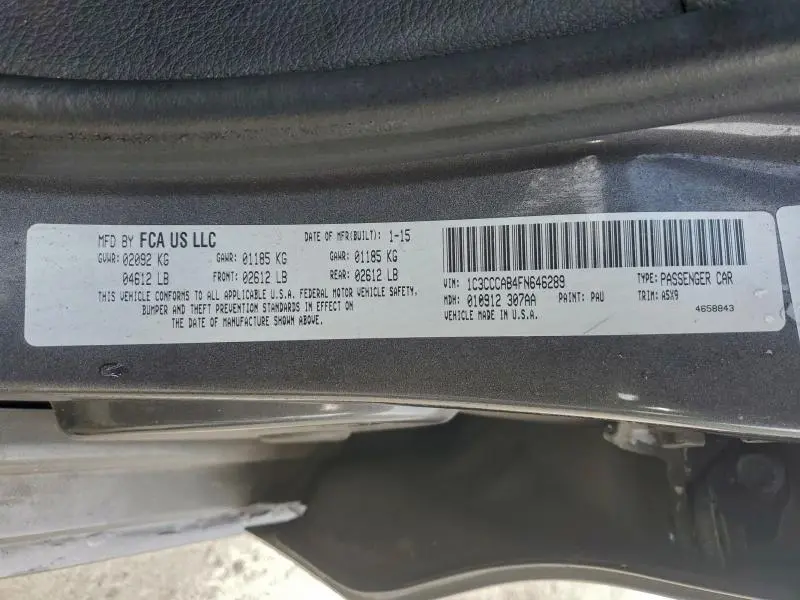 MFD BY FCA US LLC
DATE OF MFR(BUILT): 1-15
GVWR: 02092 KG GAWR: 01185 KG GAWR: 01185 KG
04612 LB FRONT: 02612 LB REAR: 02612 LB
THIS VEHICLE CONFORMS TO ALL APPLICABLE U.S.A. FEDERAL MOTOR VEHICLE SAFETY,
BUMPER AND THEFT PREVENTION STANDARDS IN EFFECT ON
THE DATE OF MANUFACTURE SHOWN ABOVE.
VIN: 1C3CCCAB4FN646289 TYPE: PASSENGER CAR
MDH: 010912 307AA PAINT: PAU TRIM: A5X9
VEHICLE MADE IN U.S.A. 4658843